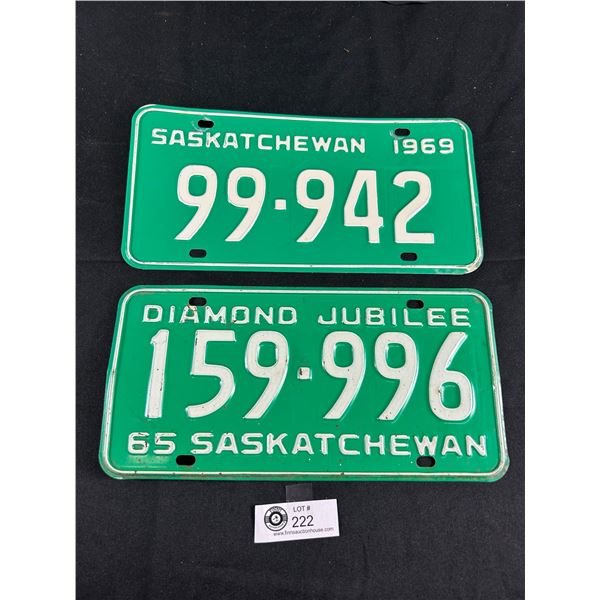 SASKATCHEWAN 1969
99-942
DIAMOND JUBILEE
159-996
65 SASKATCHEWAN
LOT #
222
www.finnsauctionhouse.com